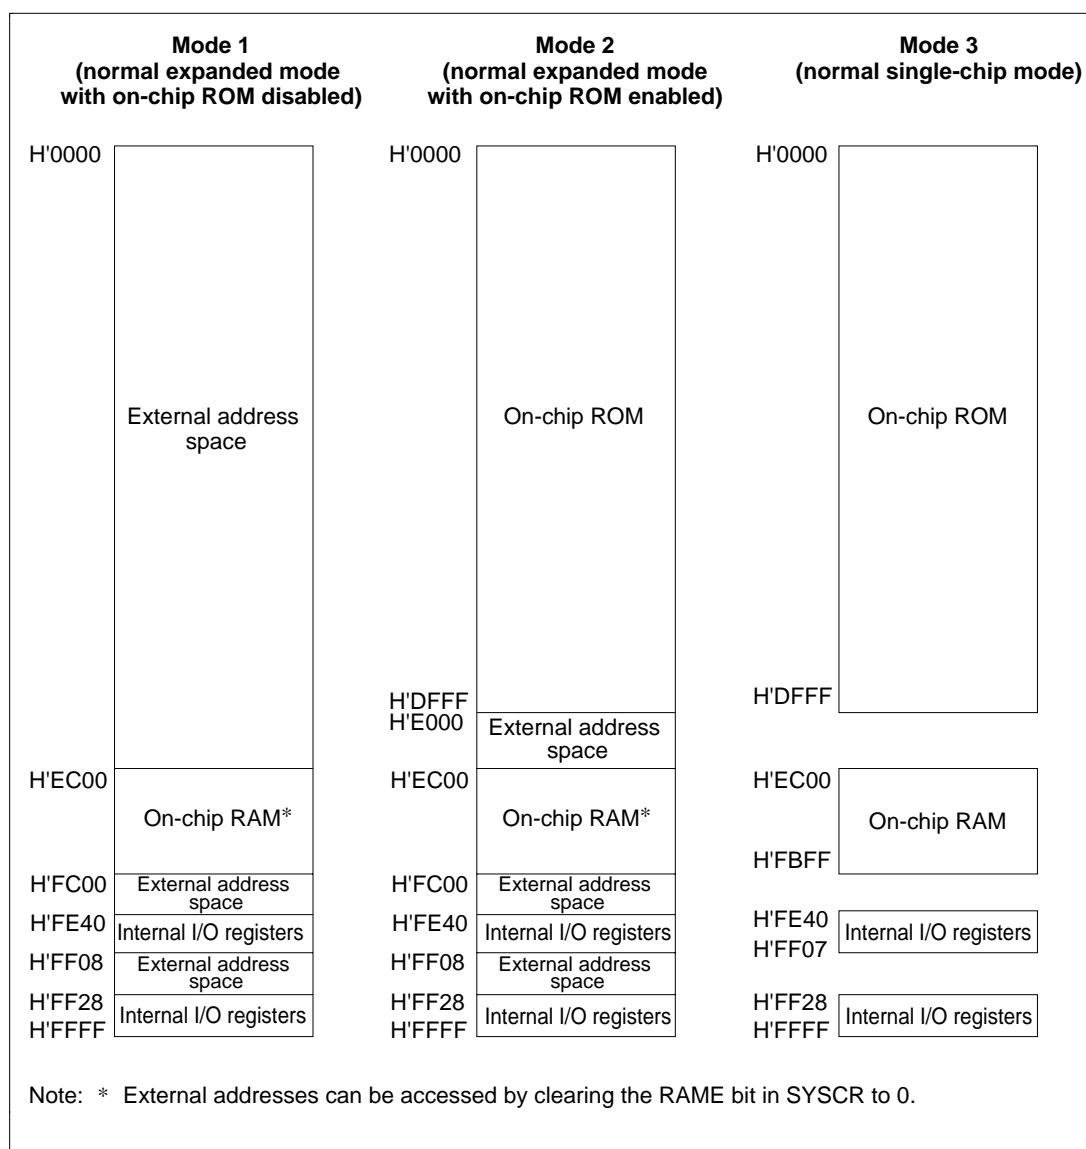 Mode 1
(normal expanded mode
with on-chip ROM disabled)
H'0000
External address
space
H'EC00
On-chip RAM*
H'FC00
External address
space
H'FE40
Internal I/O registers
H'FF08
External address
space
H'FF28
Internal I/O registers
H'FFFF
Mode 2
(normal expanded mode
with on-chip ROM enabled)
H'0000
On-chip ROM
H'DFFF
H'E000
External address
space
H'EC00
On-chip RAM*
H'FC00
External address
space
H'FE40
Internal I/O registers
H'FF08
External address
space
H'FF28
Internal I/O registers
H'FFFF
Mode 3
(normal single-chip mode)
H'0000
On-chip ROM
H'DFFF
H'EC00
On-chip RAM
H'FBFF
H'FE40
Internal I/O registers
H'FF07
H'FF28
Internal I/O registers
H'FFFF
Note: * External addresses can be accessed by clearing the RAME bit in SYSCR to 0.